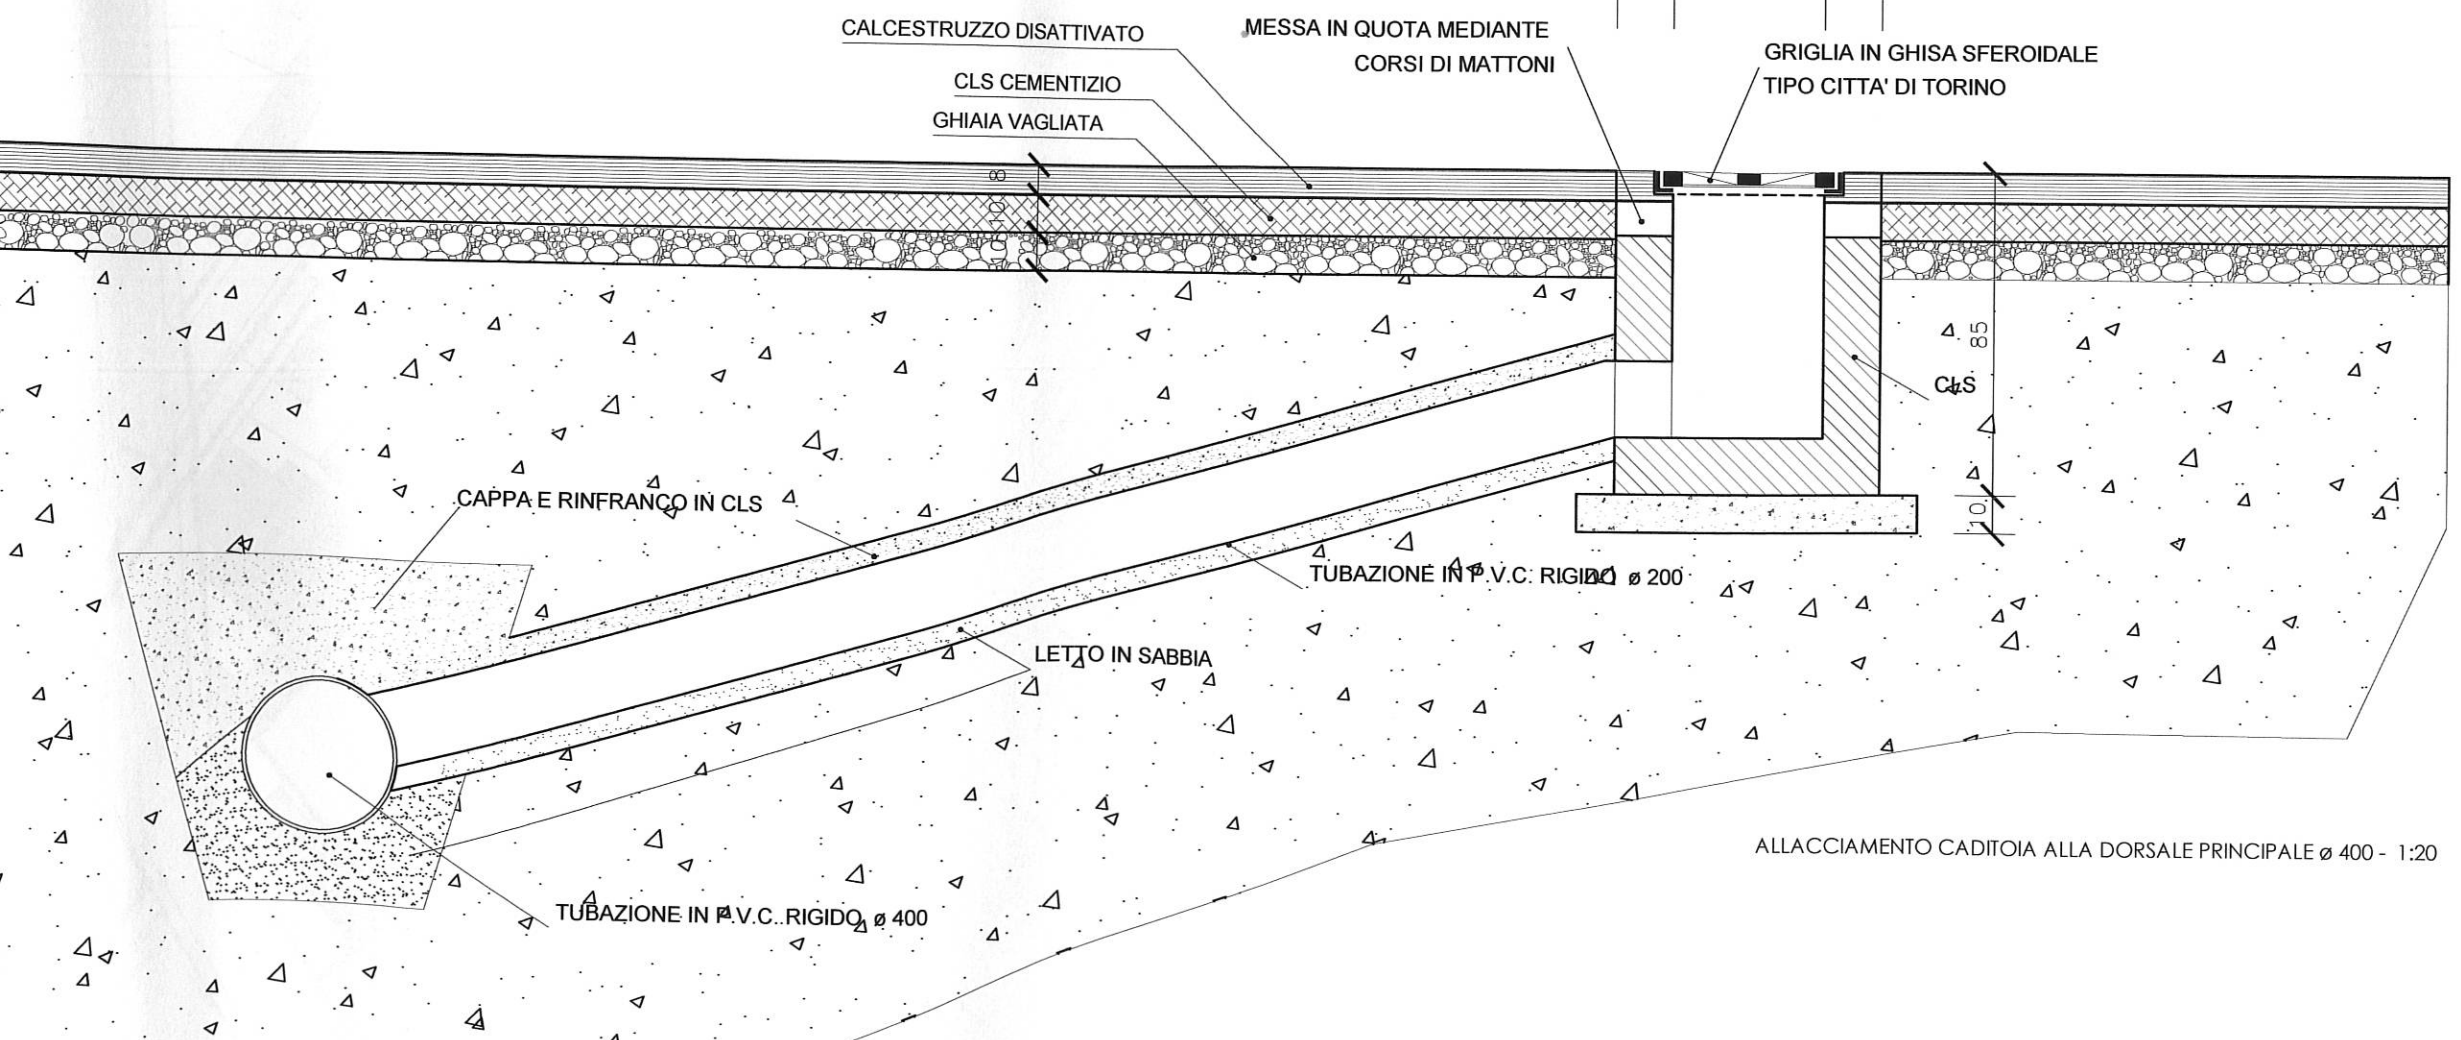 CALCESTRUZZO DISATTIVATO
MESSA IN QUOTA MEDIANTE
CORSI DI MATTONI
GRIGLIA IN GHISA SFEROIDALE
TIPO CITTA' DI TORINO
CLS CEMENTIZIO
GHIAIA VAGLIATA
8
10
10
85
CLS
10
CAPPA E RINFRANCO IN CLS
TUBAZIONE IN P.V.C. RIGIDO ø 200
LETTO IN SABBIA
ALLACCIAMENTO CADITOIA ALLA DORSALE PRINCIPALE ø 400 - 1:20
TUBAZIONE IN P.V.C. RIGIDO ø 400